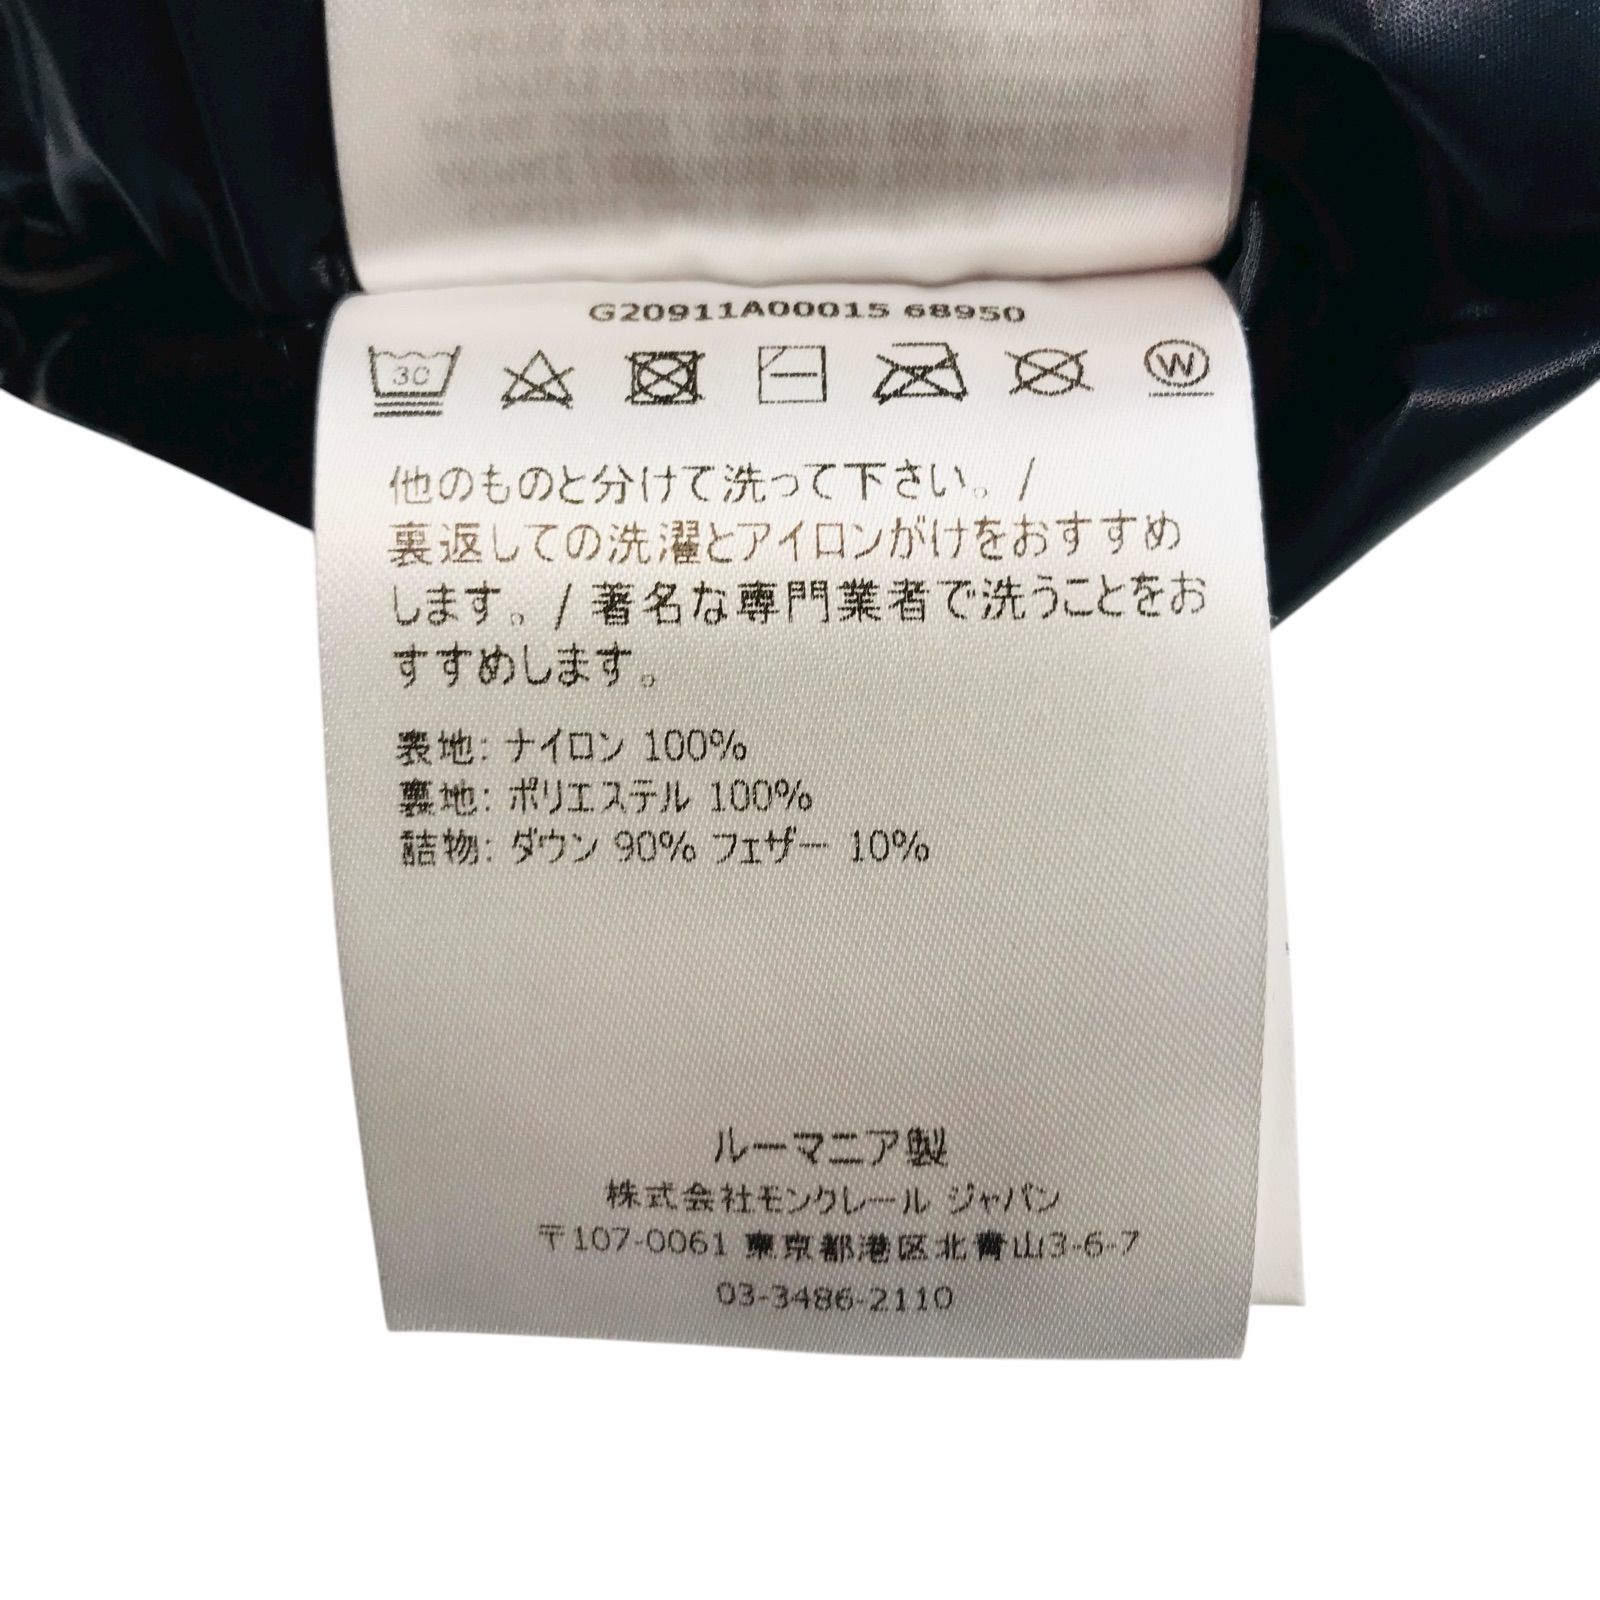 G20911A00015 68950
30
W
他のものと分けて洗って下さい。/
裏返しての洗濯とアイロンがけをおすすめ
します。/ 著名な専門業者で洗うことをお
すすめします。
表地: ナイロン 100%
裏地: ポリエステル 100%
詰物: ダウン 90% フェザー 10%
ルーマニア製
株式会社モンクレール ジャパン
〒107-0061 東京都港区北青山3-6-7
03-3486-2110